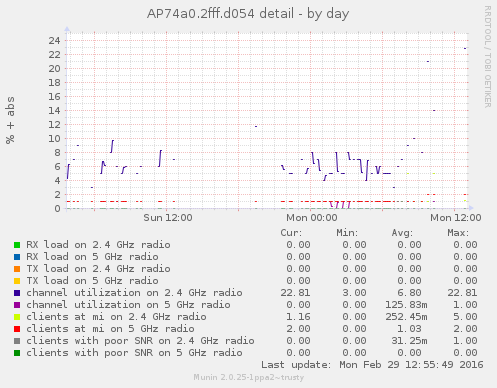 AP74a0.2fff.d054 detail - by day
RRDTOOL / TOBI OETIKER
% + abs
24
22
20
18
16
14
12
10
8
6
4
2
0
Sun 12:00 Mon 00:00 Mon 12:00
Cur: Min: Avg: Max:
RX load on 2.4 GHz radio 0.00 0.00 0.00 0.00
RX load on 5 GHz radio 0.00 0.00 0.00 0.00
TX load on 2.4 GHz radio 0.00 0.00 0.00 0.00
TX load on 5 GHz radio 0.00 0.00 0.00 0.00
channel utilization on 2.4 GHz radio 22.81 3.00 6.80 22.81
channel utilization on 5 GHz radio 0.00 0.00 125.83m 1.00
clients at mi on 2.4 GHz radio 1.16 0.00 252.45m 5.00
clients at mi on 5 GHz radio 2.00 0.00 1.03 2.00
clients with poor SNR on 2.4 GHz radio 0.00 0.00 31.25m 1.00
clients with poor SNR on 5 GHz radio 0.00 0.00 0.00 0.00
Last update: Mon Feb 29 12:55:49 2016
Munin 2.0.25-1ppa2~trusty